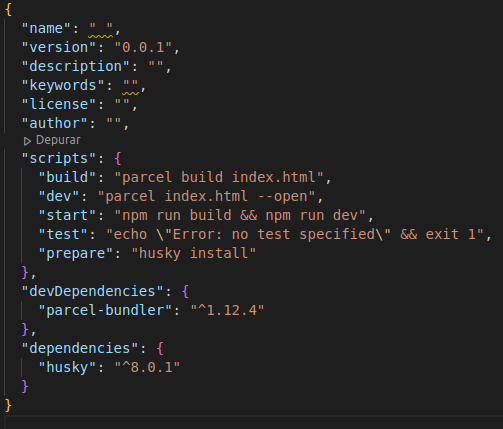 {
  "name": " ",
  "version": "0.0.1",
  "description": "",
  "keywords": "",
  "license": "",
  "author": "",
  Depurar
  "scripts": {
    "build": "parcel build index.html",
    "dev": "parcel index.html --open",
    "start": "npm run build && npm run dev",
    "test": "echo \"Error: no test specified\" && exit 1",
    "prepare": "husky install"
  },
  "devDependencies": {
    "parcel-bundler": "^1.12.4"
  },
  "dependencies": {
    "husky": "^8.0.1"
  }
}